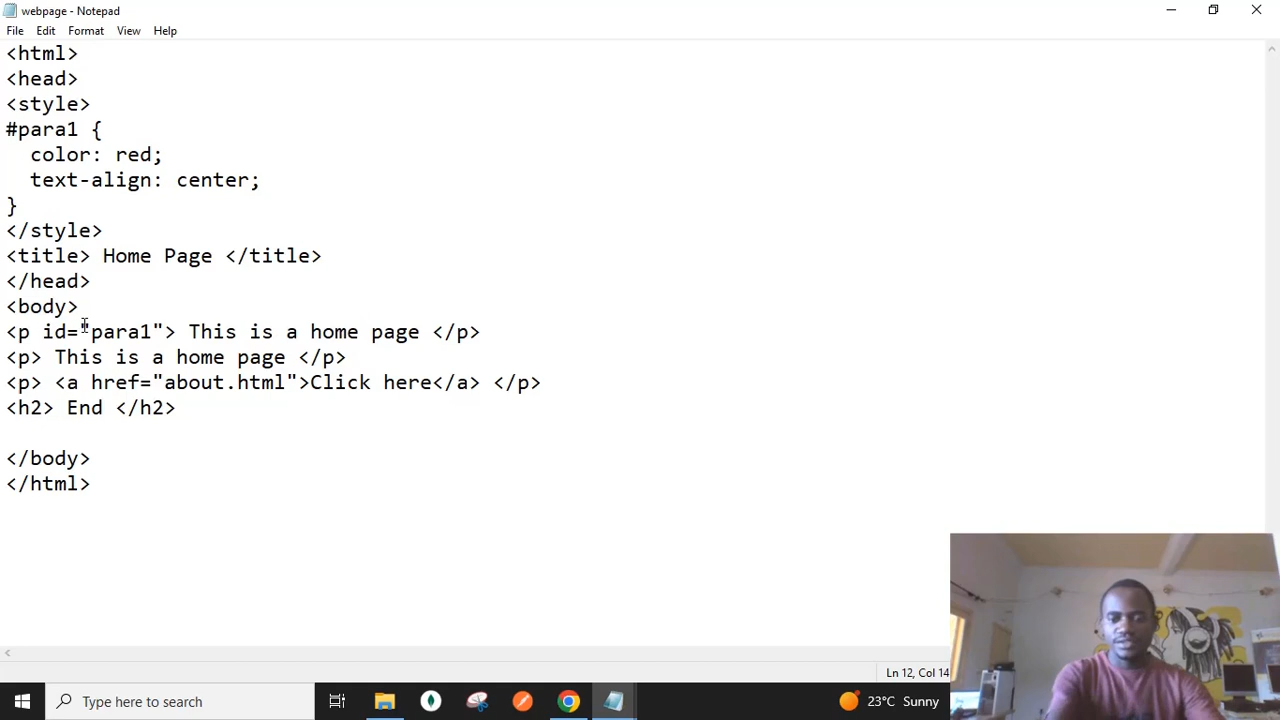 webpage - Notepad
File Edit Format View Help
<html>
<head>
<style>
#para1 {
  color: red;
  text-align: center;
}
</style>
<title> Home Page </title>
</head>
<body>
<p id="para1"> This is a home page </p>
<p> This is a home page </p>
<p> <a href="about.html">Click here</a> </p>
<h2> End </h2>
</body>
</html>
Ln 12, Col 14
Type here to search
23°C Sunny